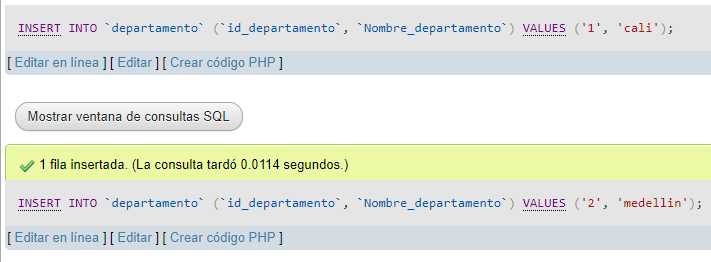 INSERT INTO `departamento` (`id_departamento`, `Nombre_departamento`) VALUES ('1', 'cali');
[ Editar en línea ] [ Editar ] [ Crear código PHP ]
Mostrar ventana de consultas SQL
1 fila insertada. (La consulta tardó 0.0114 segundos.)
INSERT INTO `departamento` (`id_departamento`, `Nombre_departamento`) VALUES ('2', 'medellin');
[ Editar en línea ] [ Editar ] [ Crear código PHP ]